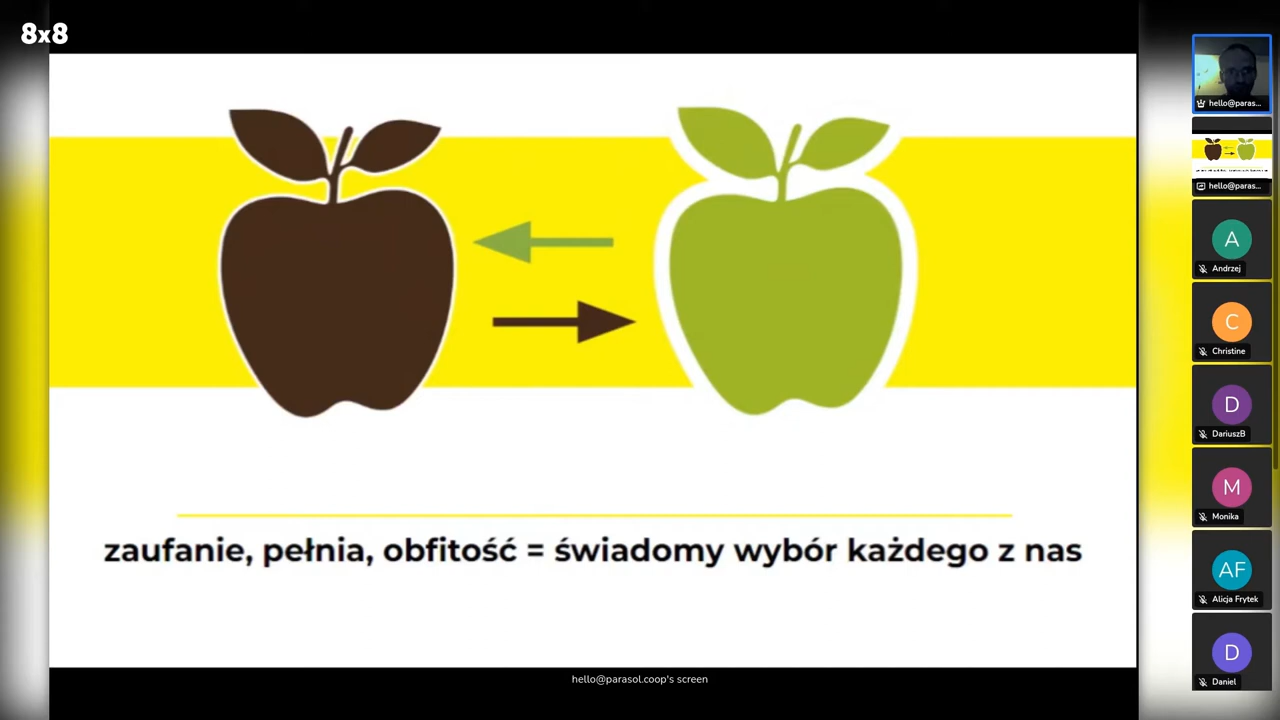 8x8
zaufanie, pełnia, obfitość = świadomy wybór każdego z nas
hello@parasol.coop's screen
hello@paras...
hello@paras...
A
Andrzej
C
Christine
D
DariuszB
M
Monika
AF
Alicja Frytek
D
Daniel